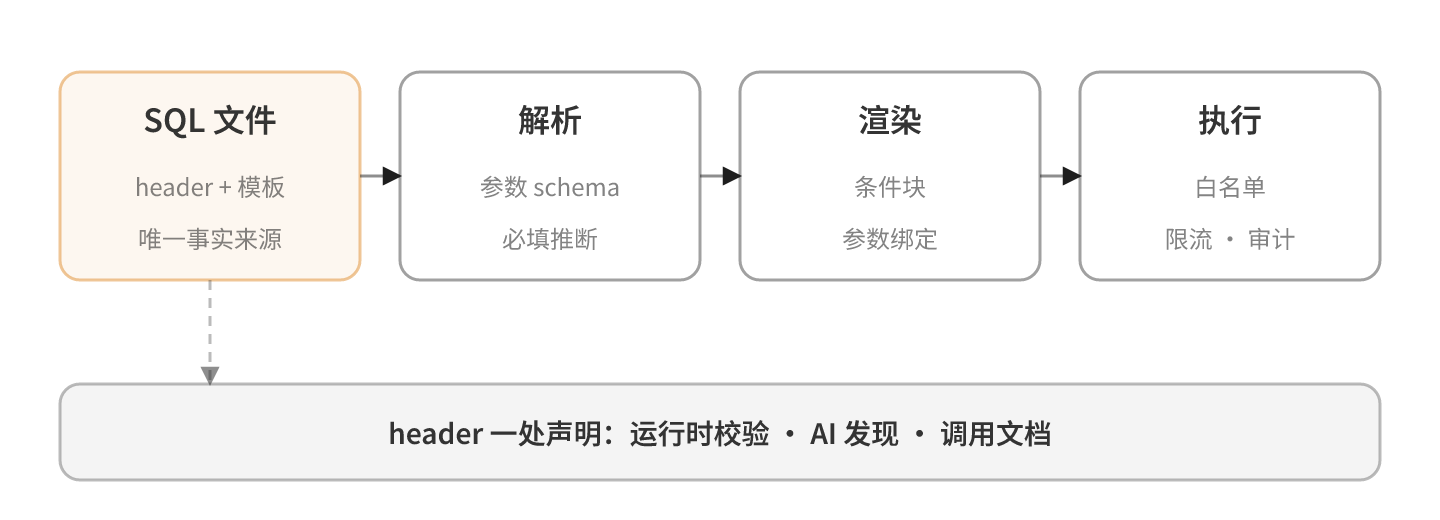 SQL 文件
header + 模板
唯一事实来源
解析
参数 schema
必填推断
渲染
条件块
参数绑定
执行
白名单
限流 · 审计
header 一处声明：运行时校验 · AI 发现 · 调用文档